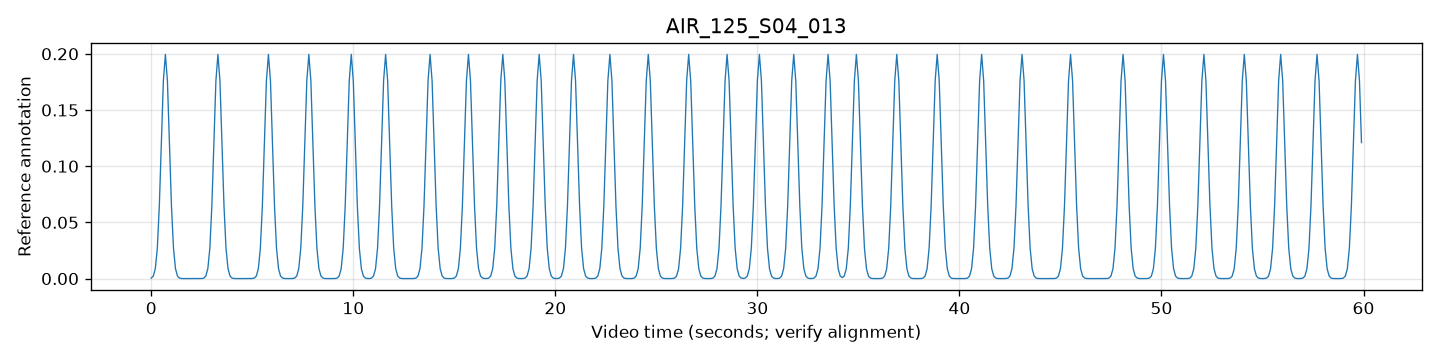 AIR_125_S04_013
Reference annotation
0.20
0.15
0.10
0.05
0.00
0 10 20 30 40 50 60
Video time (seconds; verify alignment)